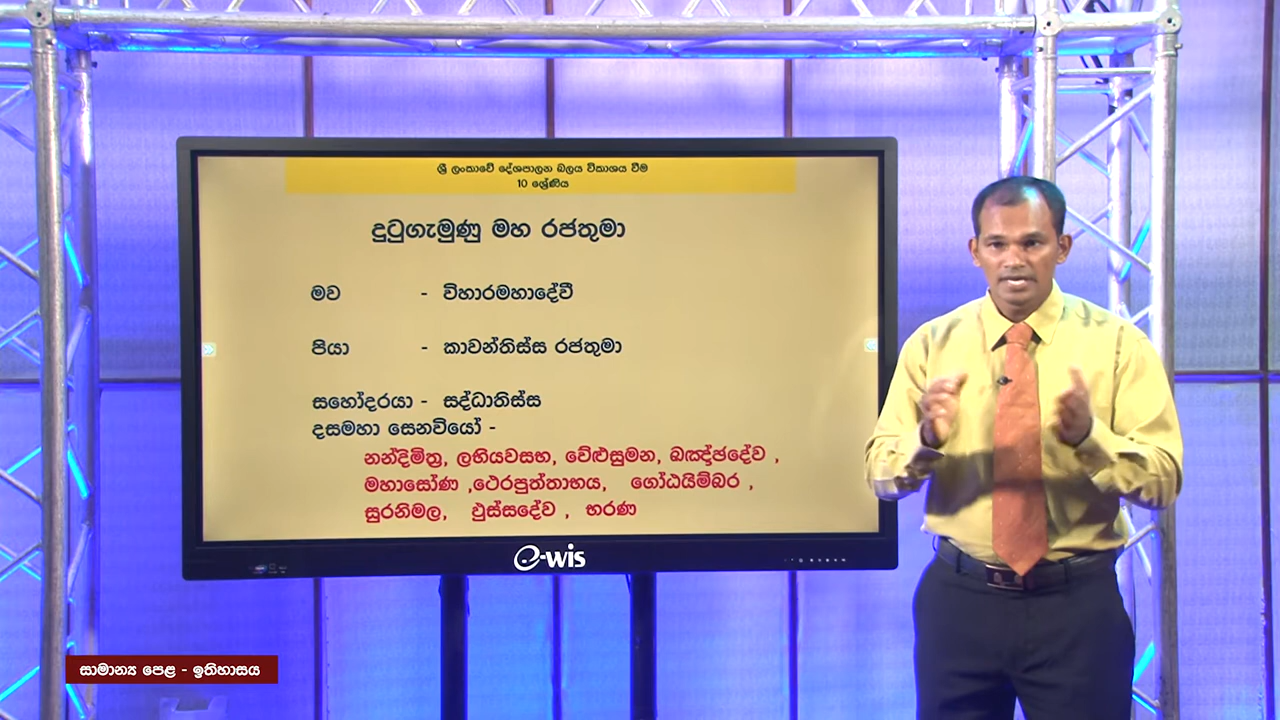 ශ්‍රී ලංකාවේ දේශපාලන බලය විකාශය වීම
10 ශ්‍රේණිය
දුටුගැමුණු මහ රජතුමා
මව - විහාරමහාදේවී
පියා - කාවන්තිස්ස රජතුමා
සහෝදරයා - සද්ධාතිස්ස
දසමහා සෙනවියෝ -
නන්දිමිත්‍ර, ලභියවසභ, වේළුසුමන, ඛඤ්ජදේව ,
මහාසෝණ ,ථෙරපුත්තාභය, ගෝඨයිම්බර ,
සුරනිමල, ඵුස්සදේව , භරණ
e-wis
සාමාන්‍ය පෙළ - ඉතිහාසය